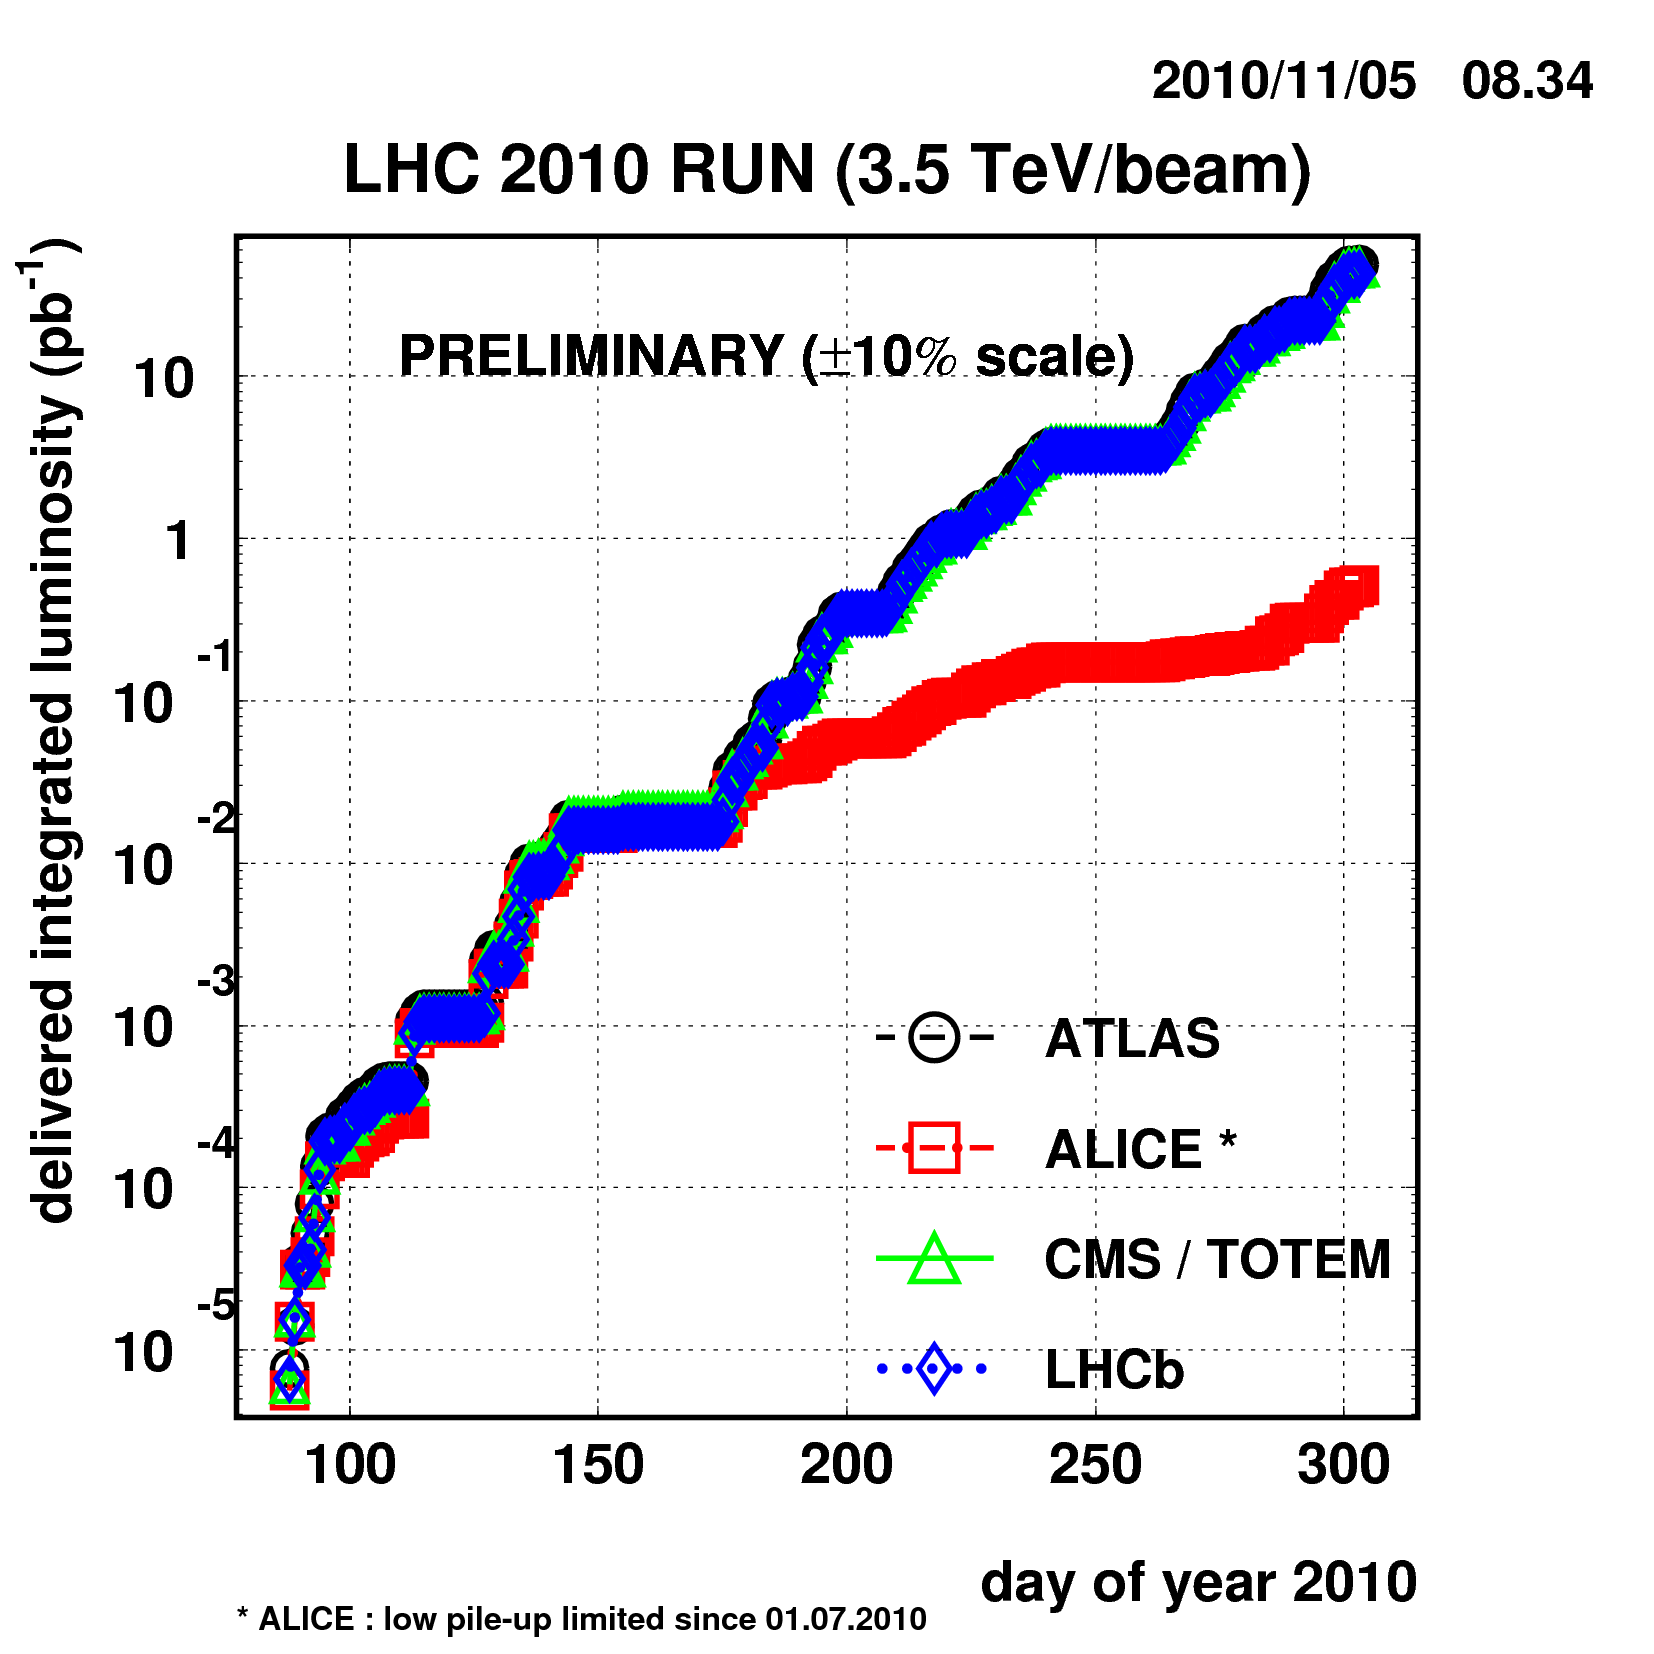 2010/11/05 08.34
LHC 2010 RUN (3.5 TeV/beam)
delivered integrated luminosity (pb-1)
PRELIMINARY (±10% scale)
10
1
10-1
10-2
10-3
10-4
10-5
ATLAS
ALICE *
CMS / TOTEM
LHCb
100 150 200 250 300
day of year 2010
* ALICE : low pile-up limited since 01.07.2010